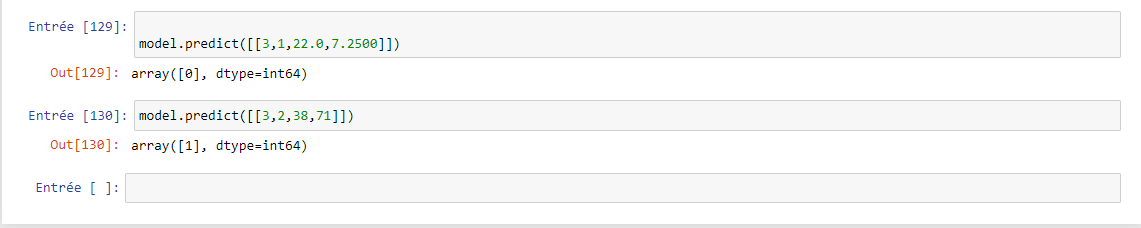 Entrée [129]:
model.predict([[3,1,22.0,7.2500]])
Out[129]: array([0], dtype=int64)
Entrée [130]: model.predict([[3,2,38,71]])
Out[130]: array([1], dtype=int64)
Entrée [ ]: